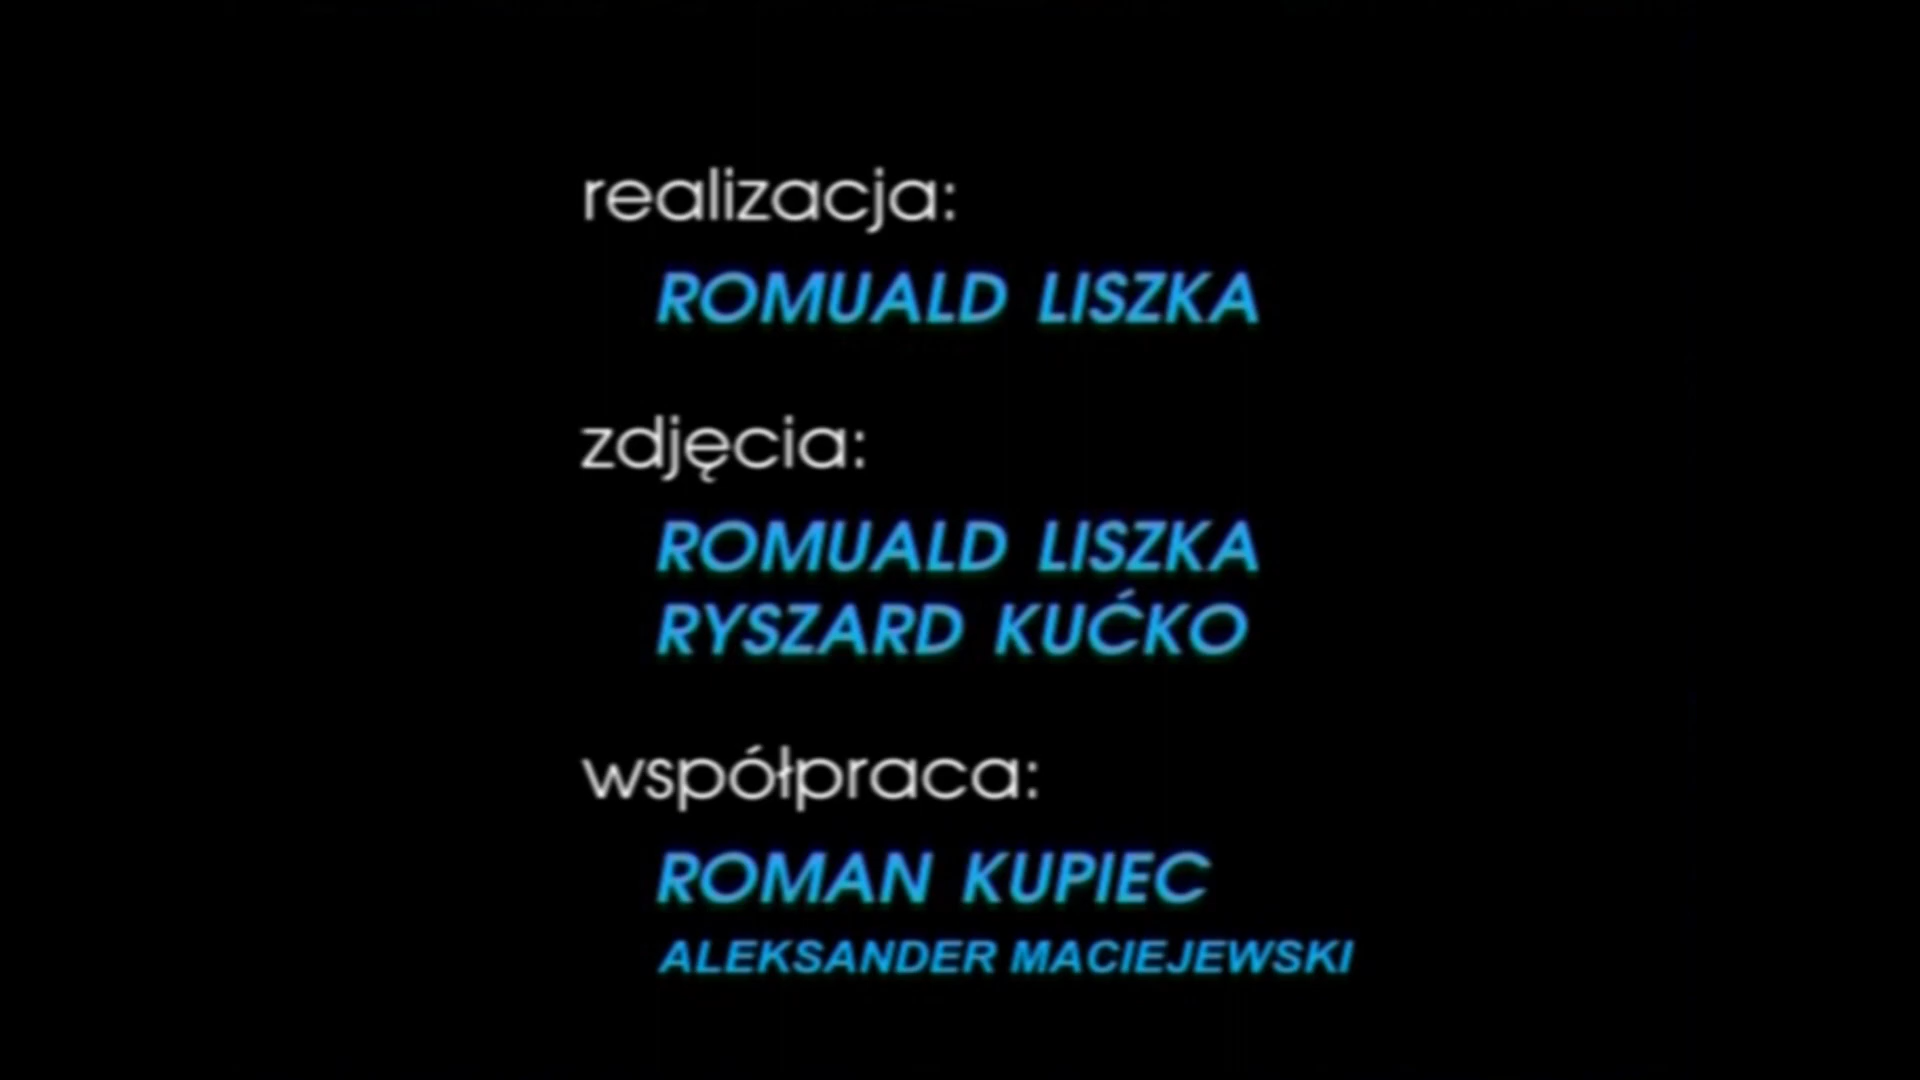 realizacja:
ROMUALD LISZKA
zdjęcia:
ROMUALD LISZKA
RYSZARD KUĆKO
współpraca:
ROMAN KUPIEC
ALEKSANDER MACIEJEWSKI